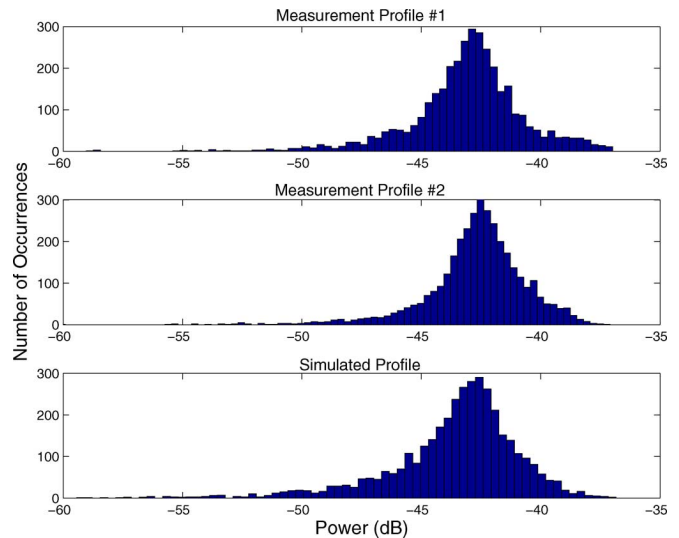 Measurement Profile #1
300
200
100
0
−60 −55 −50 −45 −40 −35
Measurement Profile #2
300
200
100
0
−60 −55 −50 −45 −40 −35
Number of Occurrences
Simulated Profile
300
200
100
0
−60 −55 −50 −45 −40 −35
Power (dB)